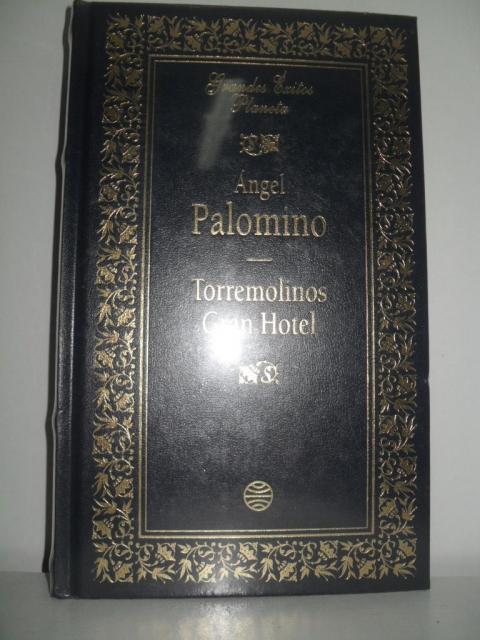 Grandes Éxitos
Planeta
Ángel
Palomino
Torremolinos
Gran Hotel